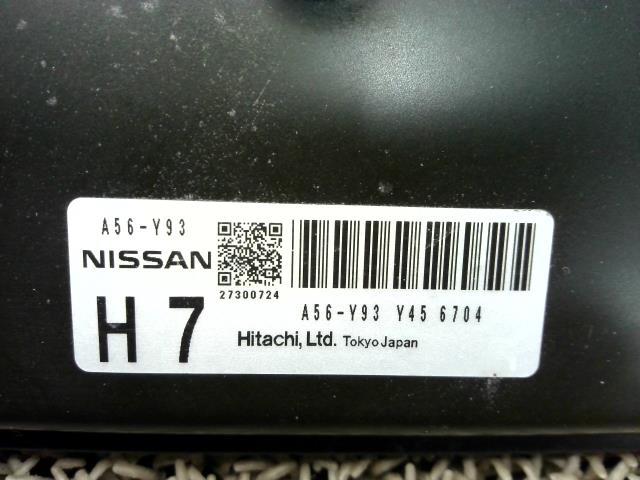 A56-Y93
NISSAN
H 7
27300724
A56-Y93 Y45 6704
Hitachi, Ltd. Tokyo Japan